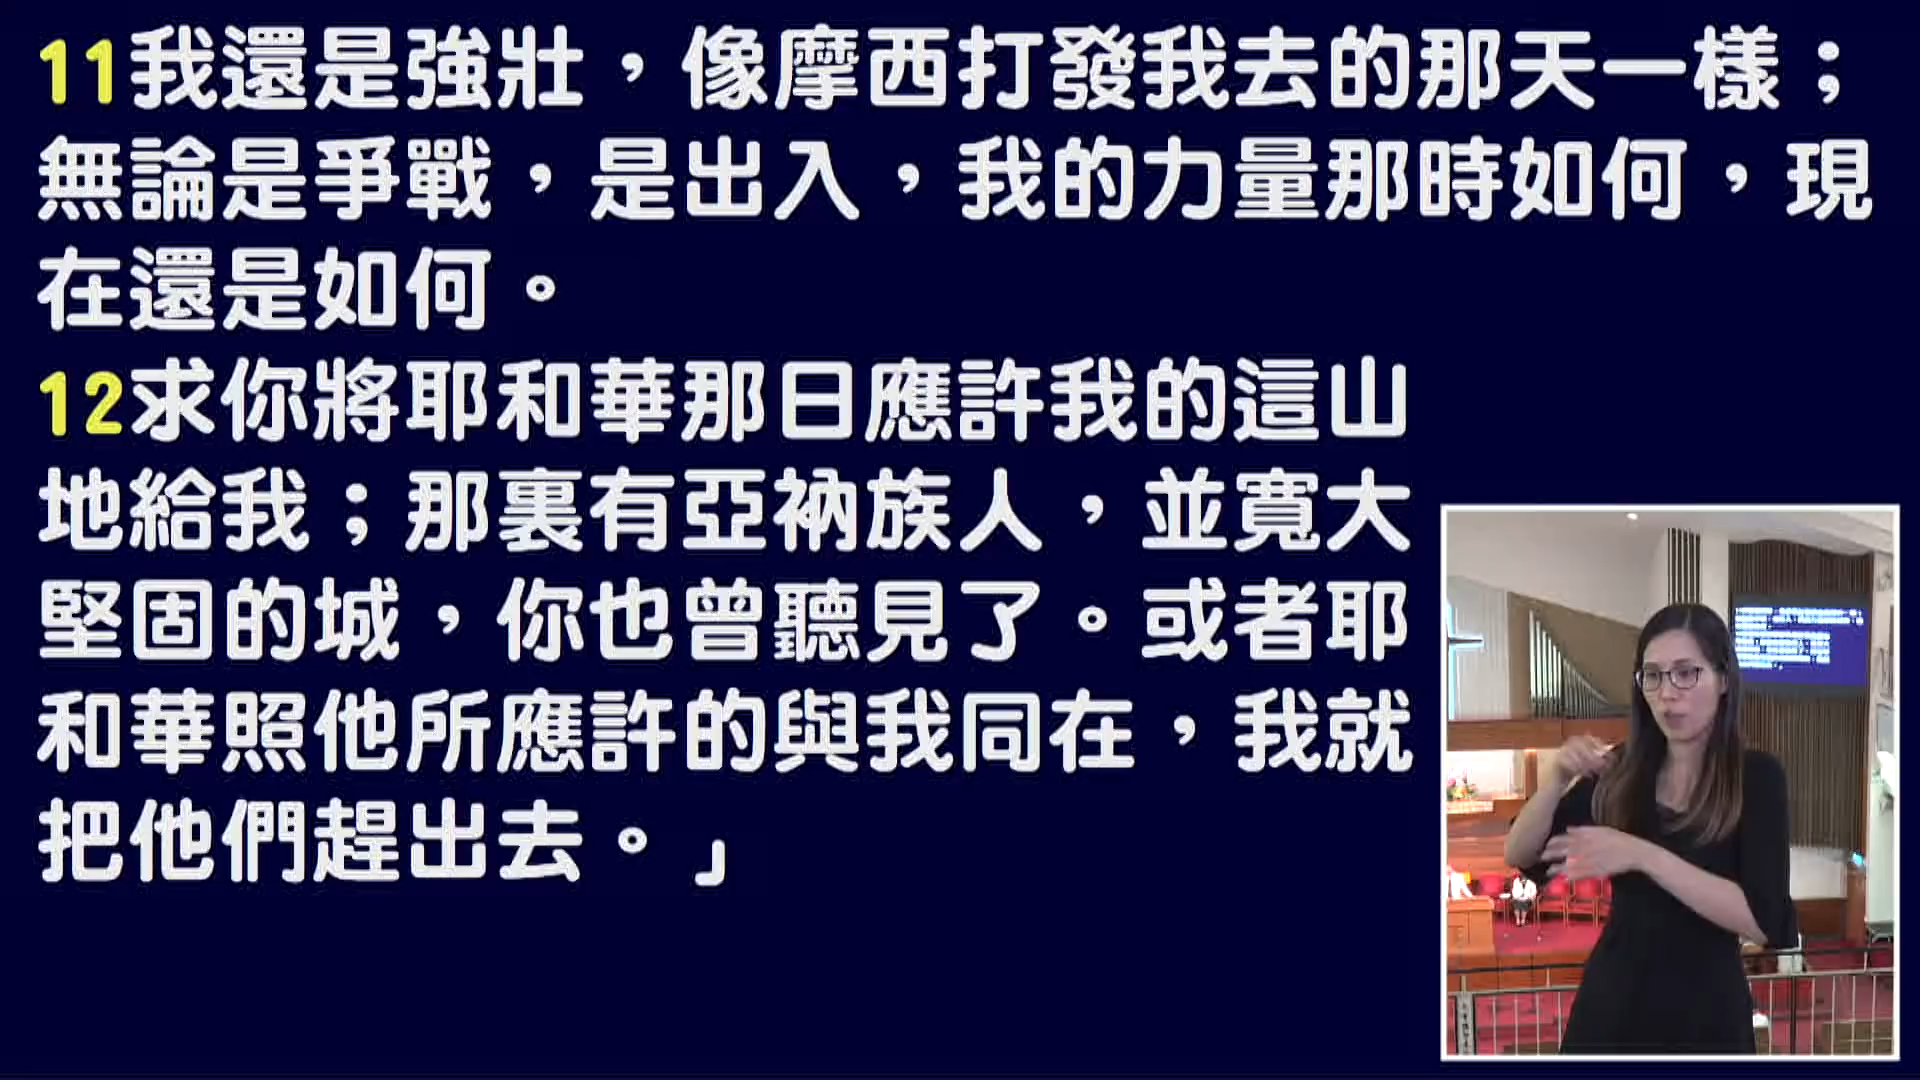 11我還是強壯，像摩西打發我去的那天一樣；
無論是爭戰，是出入，我的力量那時如何，現
在還是如何。
12求你將耶和華那日應許我的這山
地給我；那裏有亞衲族人，並寬大
堅固的城，你也曾聽見了。或者耶
和華照他所應許的與我同在，我就
把他們趕出去。」